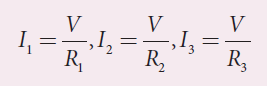 I₁ = V/R₁, I₂ = V/R₂, I₃ = V/R₃